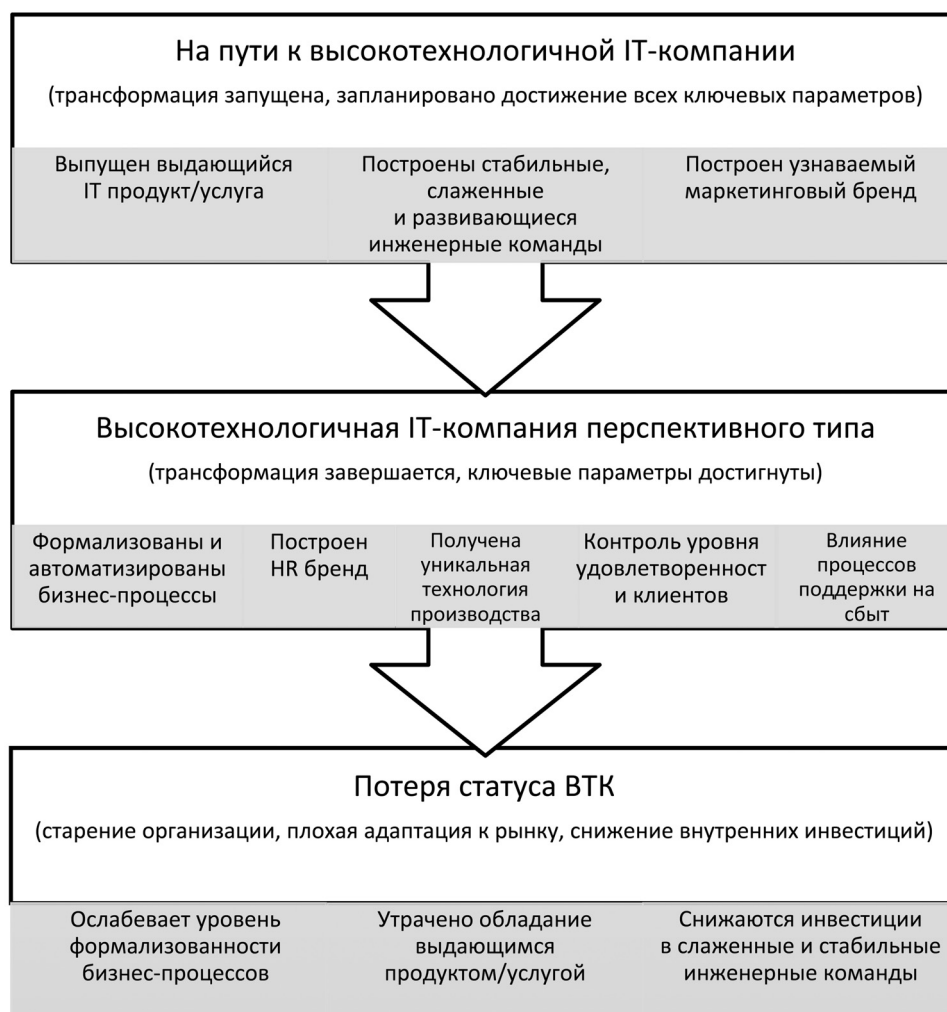 На пути к высокотехнологичной IT-компании
(трансформация запущена, запланировано достижение всех ключевых параметров)
Выпущен выдающийся
IT продукт/услуга
Построены стабильные,
слаженные
и развивающиеся
инженерные команды
Построен узнаваемый
маркетинговый бренд
Высокотехнологичная IT-компания перспективного типа
(трансформация завершается, ключевые параметры достигнуты)
Формализованы и
автоматизированы
бизнес-процессы
Построен
HR бренд
Получена
уникальная
технология
производства
Контроль уровня
удовлетворенност
и клиентов
Влияние
процессов
поддержки на
сбыт
Потеря статуса ВТК
(старение организации, плохая адаптация к рынку, снижение внутренних инвестиций)
Ослабевает уровень
формализованности
бизнес-процессов
Утрачено обладание
выдающимся
продуктом/услугой
Снижаются инвестиции
в слаженные и стабильные
инженерные команды